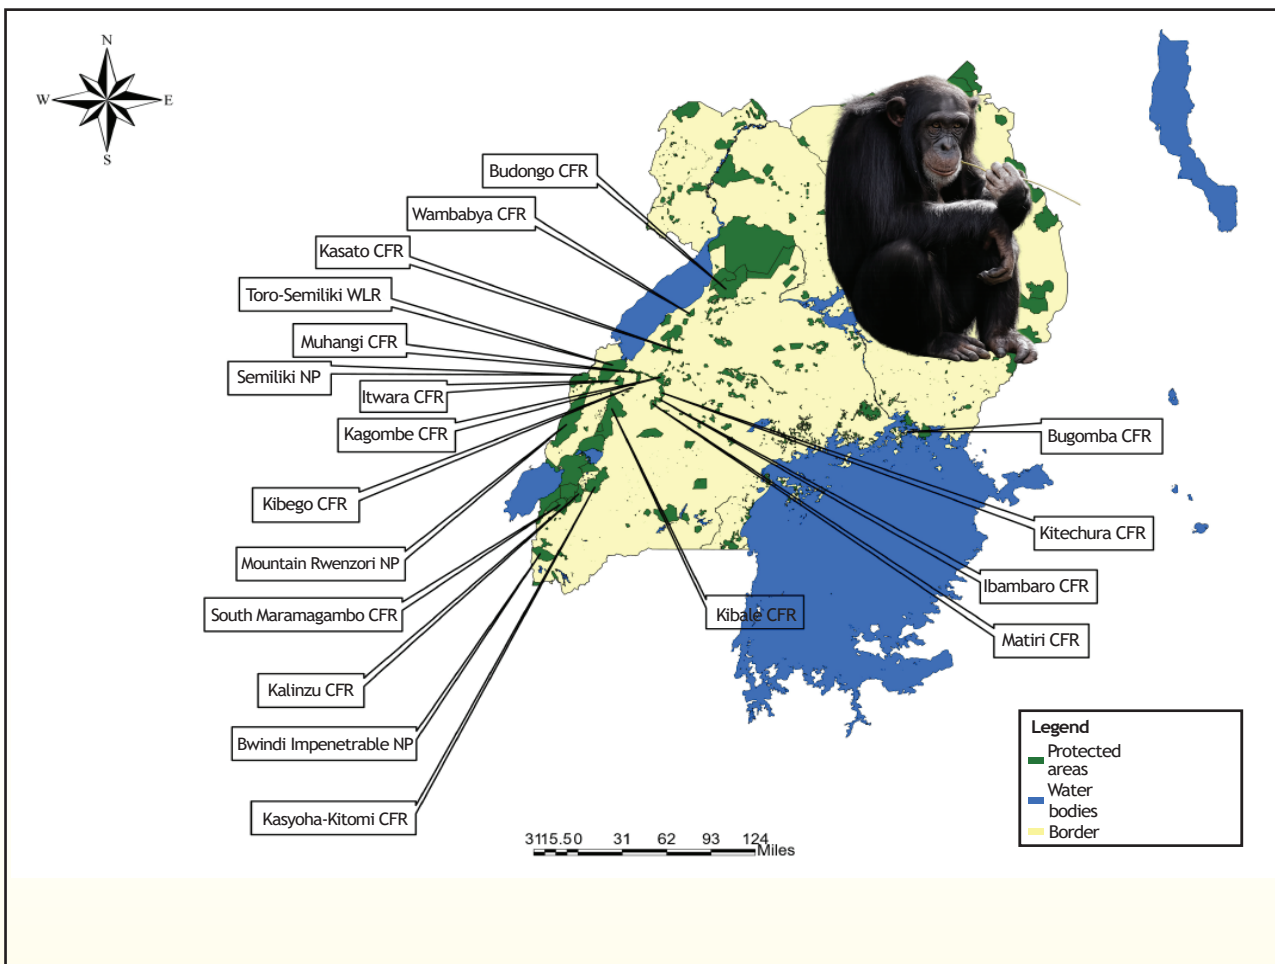 N
W
E
S
Budongo CFR
Wambabya CFR
Kasato CFR
Toro-Semiliki WLR
Muhangi CFR
Semiliki NP
Itwara CFR
Kagombe CFR
Kibego CFR
Mountain Rwenzori NP
South Maramagambo CFR
Kalinzu CFR
Bwindi Impenetrable NP
Kasyoha-Kitomi CFR
Kibale CFR
Bugomba CFR
Kitechura CFR
Ibambaro CFR
Matiri CFR
Legend
Protected
areas
Water
bodies
Border
3115.50 31 62 93 124
Miles